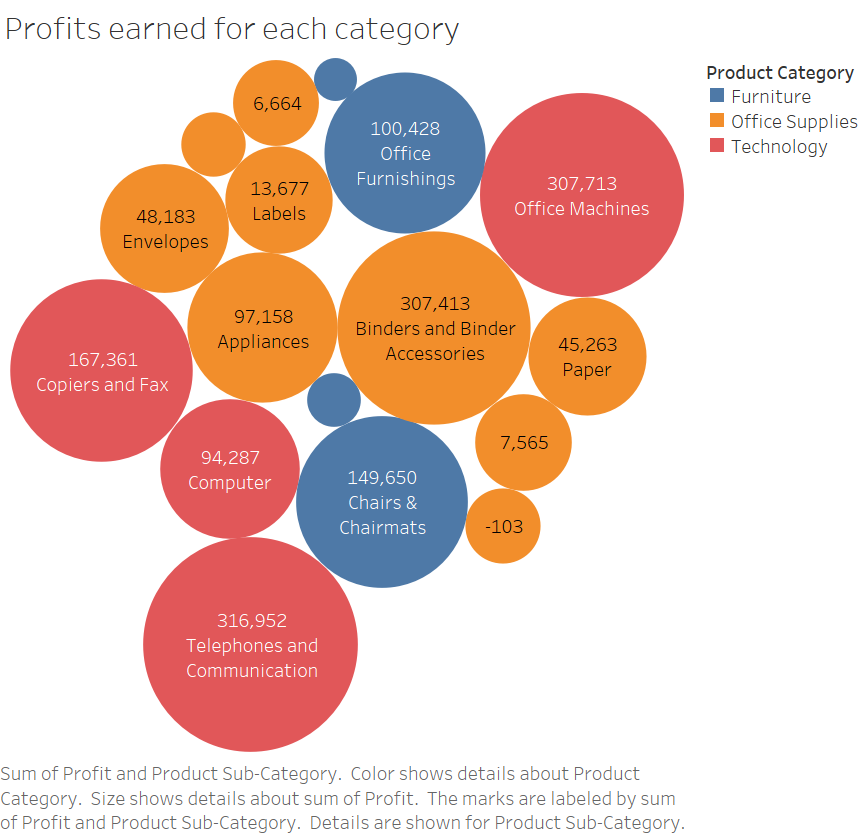 Profits earned for each category
Product Category
Furniture
Office Supplies
Technology
6,664
100,428
Office
Furnishings
307,713
Office Machines
13,677
Labels
48,183
Envelopes
97,158
Appliances
307,413
Binders and Binder
Accessories
45,263
Paper
167,361
Copiers and Fax
94,287
Computer
7,565
149,650
Chairs &
Chairmats
-103
316,952
Telephones and
Communication
Sum of Profit and Product Sub-Category.  Color shows details about Product
Category.  Size shows details about sum of Profit.  The marks are labeled by sum
of Profit and Product Sub-Category.  Details are shown for Product Sub-Category.